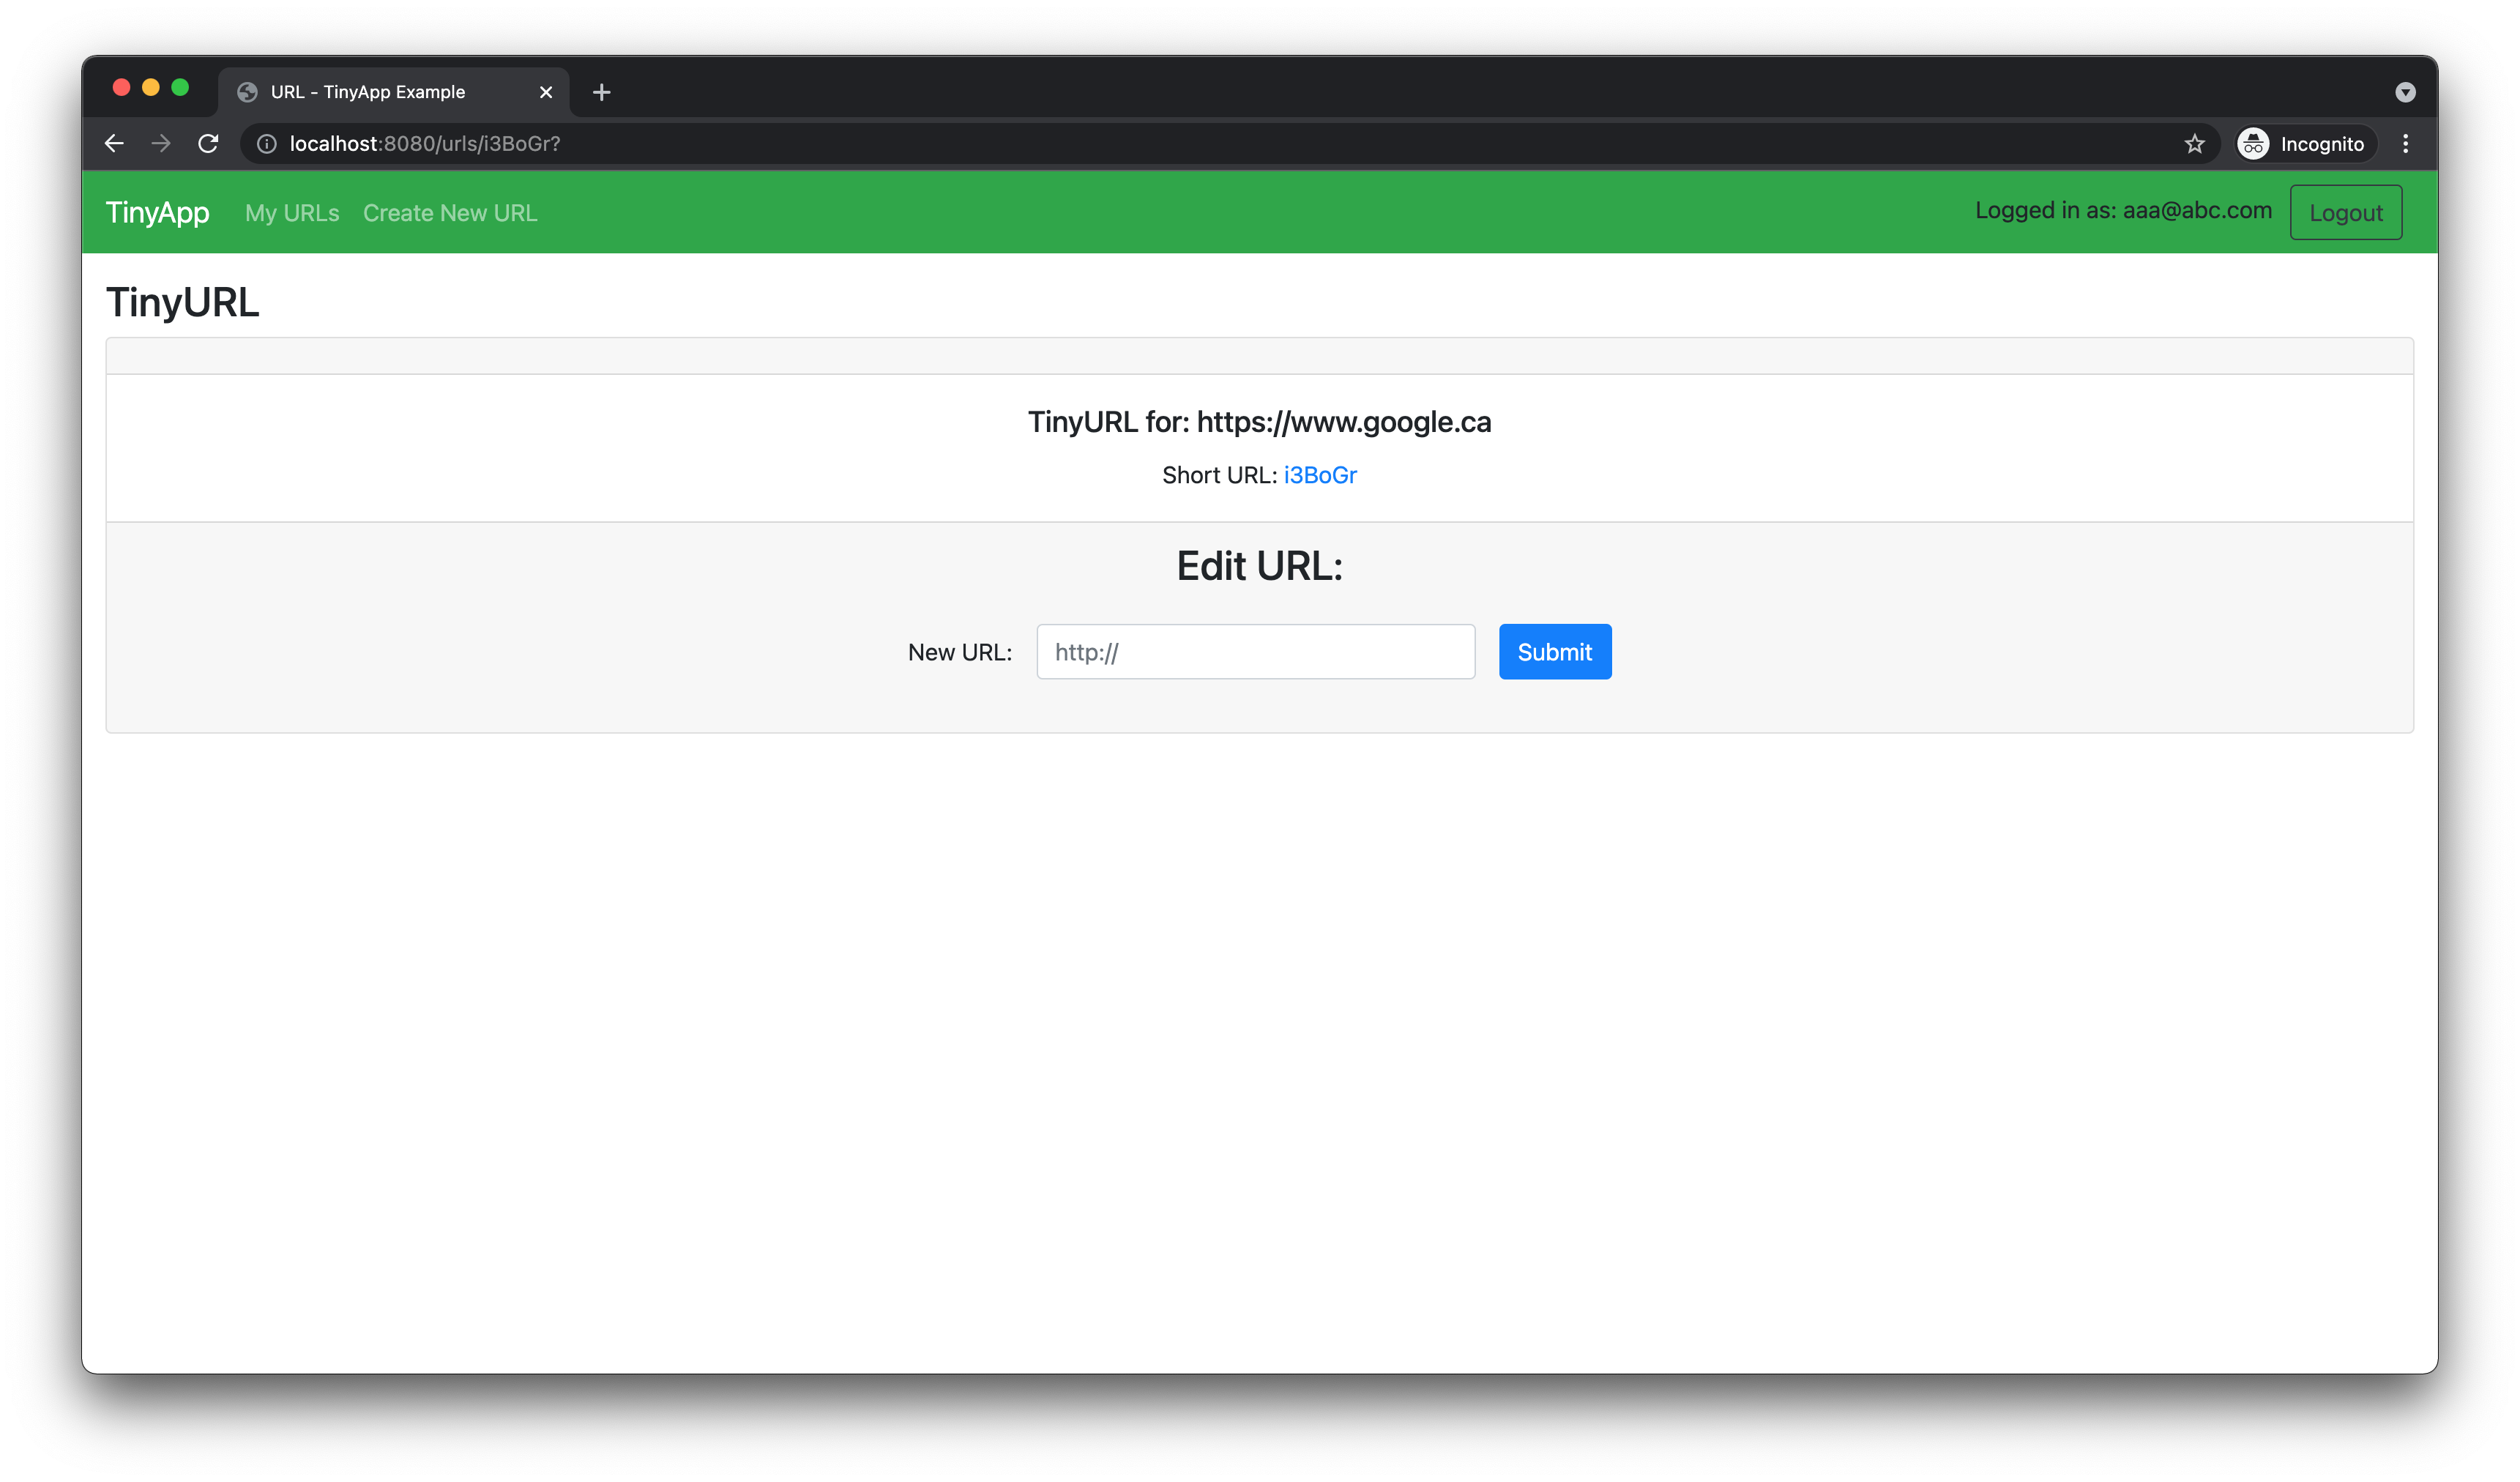 URL - TinyApp Example
localhost:8080/urls/i3BoGr?
Incognito
TinyApp My URLs Create New URL Logged in as: aaa@abc.com Logout
TinyURL
TinyURL for: https://www.google.ca
Short URL: i3BoGr
Edit URL:
New URL: http:// Submit